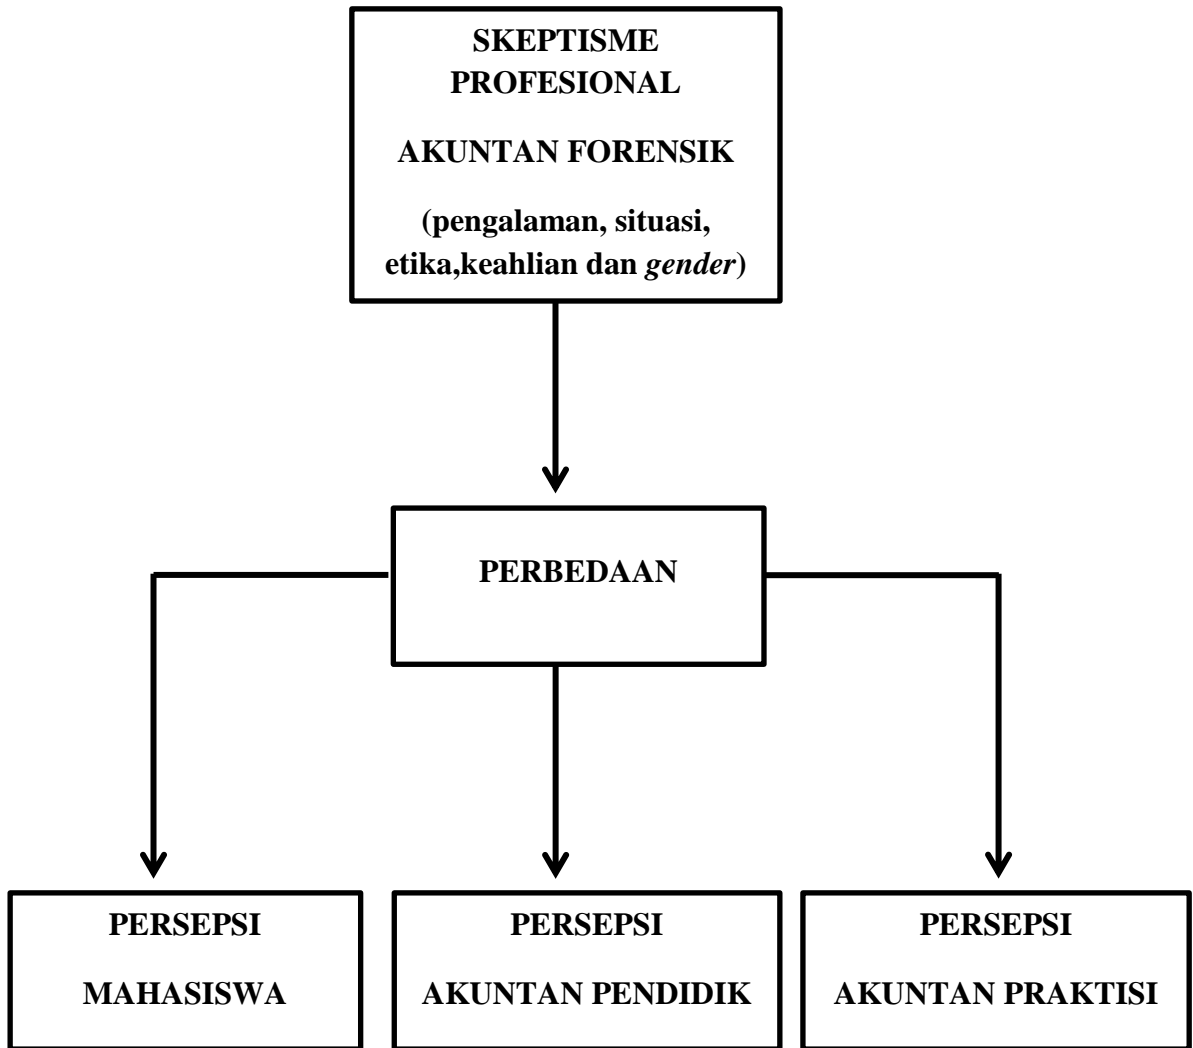 SKEPTISME
PROFESIONAL
AKUNTAN FORENSIK
(pengalaman, situasi,
etika,keahlian dan gender)
PERBEDAAN
PERSEPSI
MAHASISWA
PERSEPSI
AKUNTAN PENDIDIK
PERSEPSI
AKUNTAN PRAKTISI